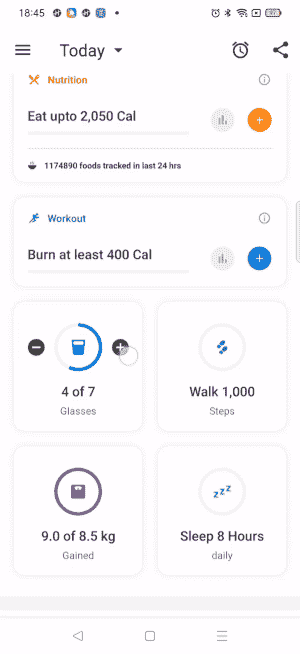 18:45
Today
Nutrition
Eat upto 2,050 Cal
1174890 foods tracked in last 24 hrs
Workout
Burn at least 400 Cal
4 of 7
Glasses
Walk 1,000
Steps
9.0 of 8.5 kg
Gained
zzz
Sleep 8 Hours
daily